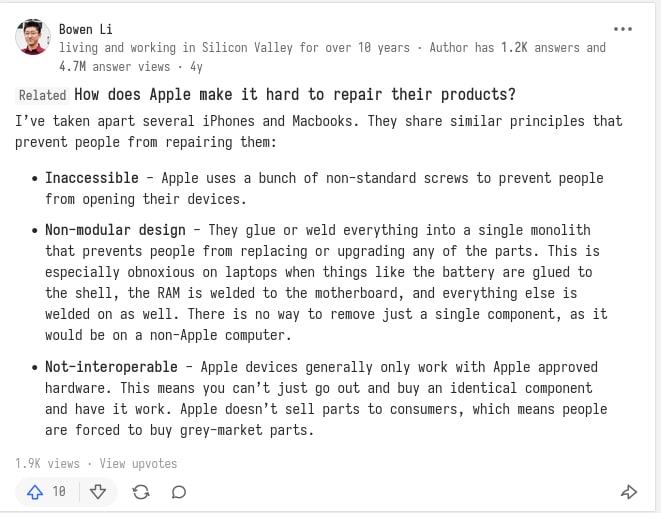 Bowen Li
living and working in Silicon Valley for over 10 years · Author has 1.2K answers and
4.7M answer views · 4y
Related How does Apple make it hard to repair their products?
I’ve taken apart several iPhones and Macbooks. They share similar principles that
prevent people from repairing them:
• Inaccessible – Apple uses a bunch of non-standard screws to prevent people
from opening their devices.
• Non-modular design – They glue or weld everything into a single monolith
that prevents people from replacing or upgrading any of the parts. This is
especially obnoxious on laptops when things like the battery are glued to
the shell, the RAM is welded to the motherboard, and everything else is
welded on as well. There is no way to remove just a single component, as it
would be on a non-Apple computer.
• Not-interoperable – Apple devices generally only work with Apple approved
hardware. This means you can’t just go out and buy an identical component
and have it work. Apple doesn’t sell parts to consumers, which means people
are forced to buy grey-market parts.
1.9K views · View upvotes
10